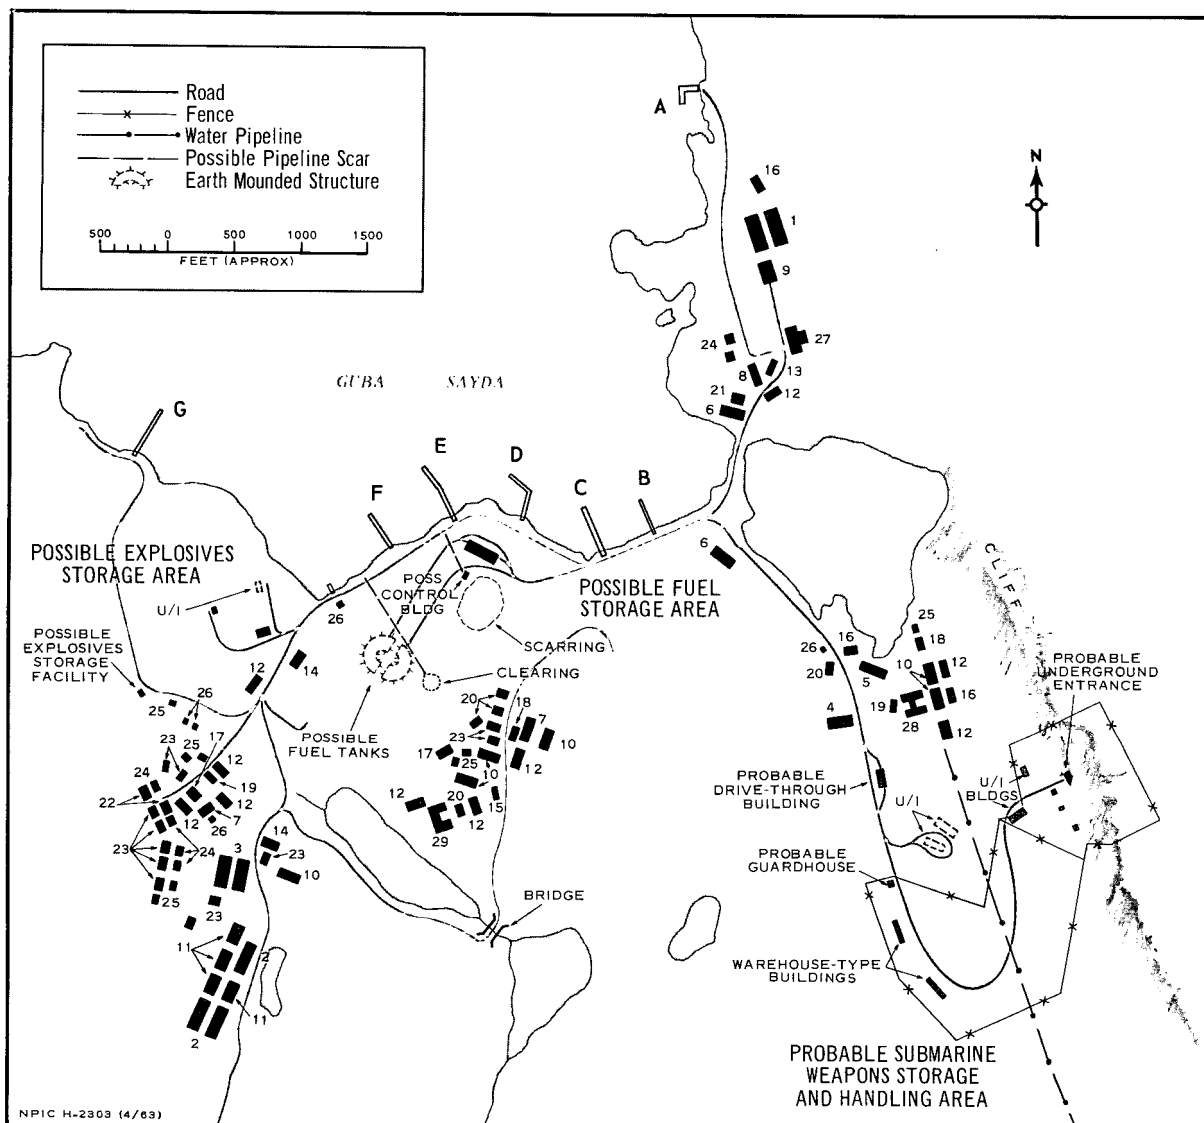 Road
Fence
Water Pipeline
Possible Pipeline Scar
Earth Mounded Structure
500 0 500 1000 1500
FEET (APPROX)
N
A
16
1
9
27
24
8
13
12
21
6
GUBA SAYDA
G
E
D
F
C
B
6
POSSIBLE EXPLOSIVES
STORAGE AREA
U/I
POSS
CONTROL
BLDG
POSSIBLE FUEL
STORAGE AREA
CLIFF
26
SCARRING
CLEARING
POSSIBLE
EXPLOSIVES
STORAGE
FACILITY
12
14
POSSIBLE
FUEL TANKS
25
26
25
18
16
26
20
5
10
12
16
19
28
12
4
PROBABLE
UNDERGROUND
ENTRANCE
20
18
7
10
23
17
25
10
12
12
20
15
12
29
23
25
17
24
19
12
22
12
7
26
12
23
24
25
3
14
23
10
23
11
2
11
2
BRIDGE
PROBABLE
DRIVE-THROUGH
BUILDING
U/I
U/I
BLDGS
PROBABLE
GUARDHOUSE
WAREHOUSE-TYPE
BUILDINGS
PROBABLE SUBMARINE
WEAPONS STORAGE
AND HANDLING AREA
NPIC H-2303 (4/63)